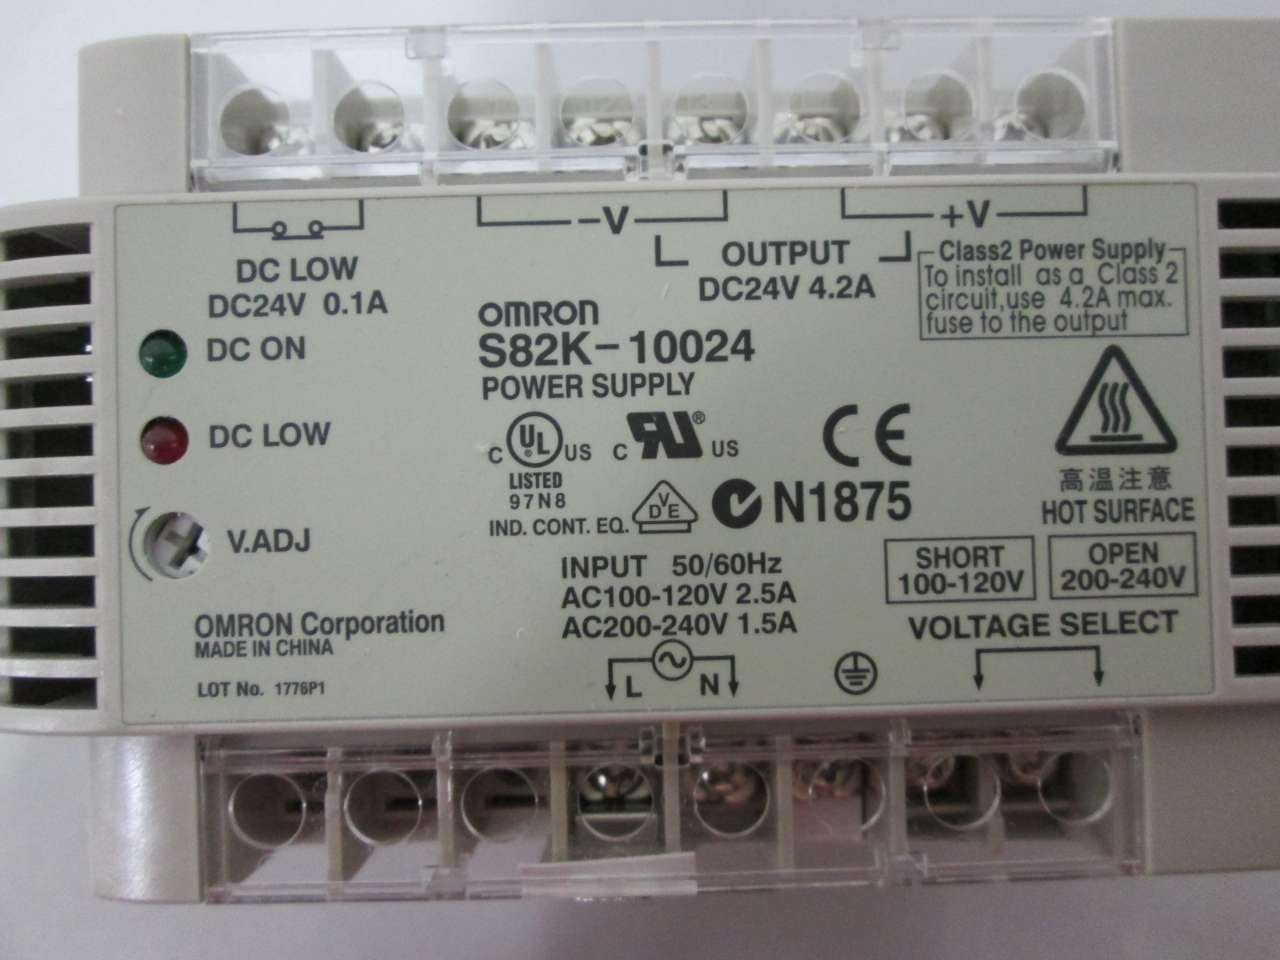 -V
+V
DC LOW
DC24V 0.1A
OUTPUT
DC24V 4.2A
Class2 Power Supply
To install as a Class 2
circuit,use 4.2A max.
fuse to the output
OMRON
S82K-10024
POWER SUPPLY
DC ON
DC LOW
V.ADJ
C UL US
LISTED
97N8
IND. CONT. EQ.
C RU ® US
VDE
CE
N1875
高温注意
HOT SURFACE
INPUT 50/60Hz
AC100-120V 2.5A
AC200-240V 1.5A
L N
SHORT
100-120V
OPEN
200-240V
VOLTAGE SELECT
OMRON Corporation
MADE IN CHINA
LOT No. 1776P1